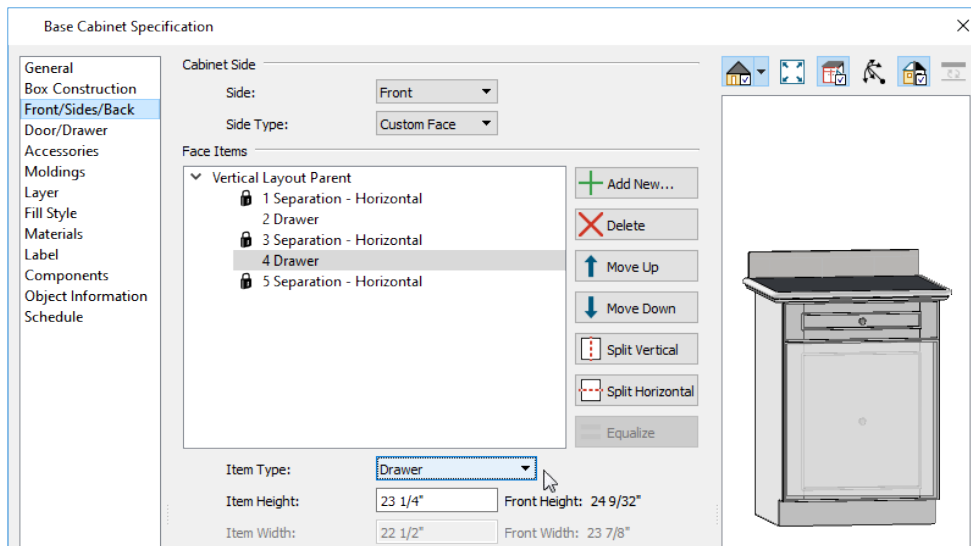 Base Cabinet Specification
General
Box Construction
Front/Sides/Back
Door/Drawer
Accessories
Moldings
Layer
Fill Style
Materials
Label
Components
Object Information
Schedule
Cabinet Side
Side: Front
Side Type: Custom Face
Face Items
Vertical Layout Parent
1 Separation - Horizontal
2 Drawer
3 Separation - Horizontal
4 Drawer
5 Separation - Horizontal
Add New...
Delete
Move Up
Move Down
Split Vertical
Split Horizontal
Equalize
Item Type: Drawer
Item Height: 23 1/4" Front Height: 24 9/32"
Item Width: 22 1/2" Front Width: 23 7/8"